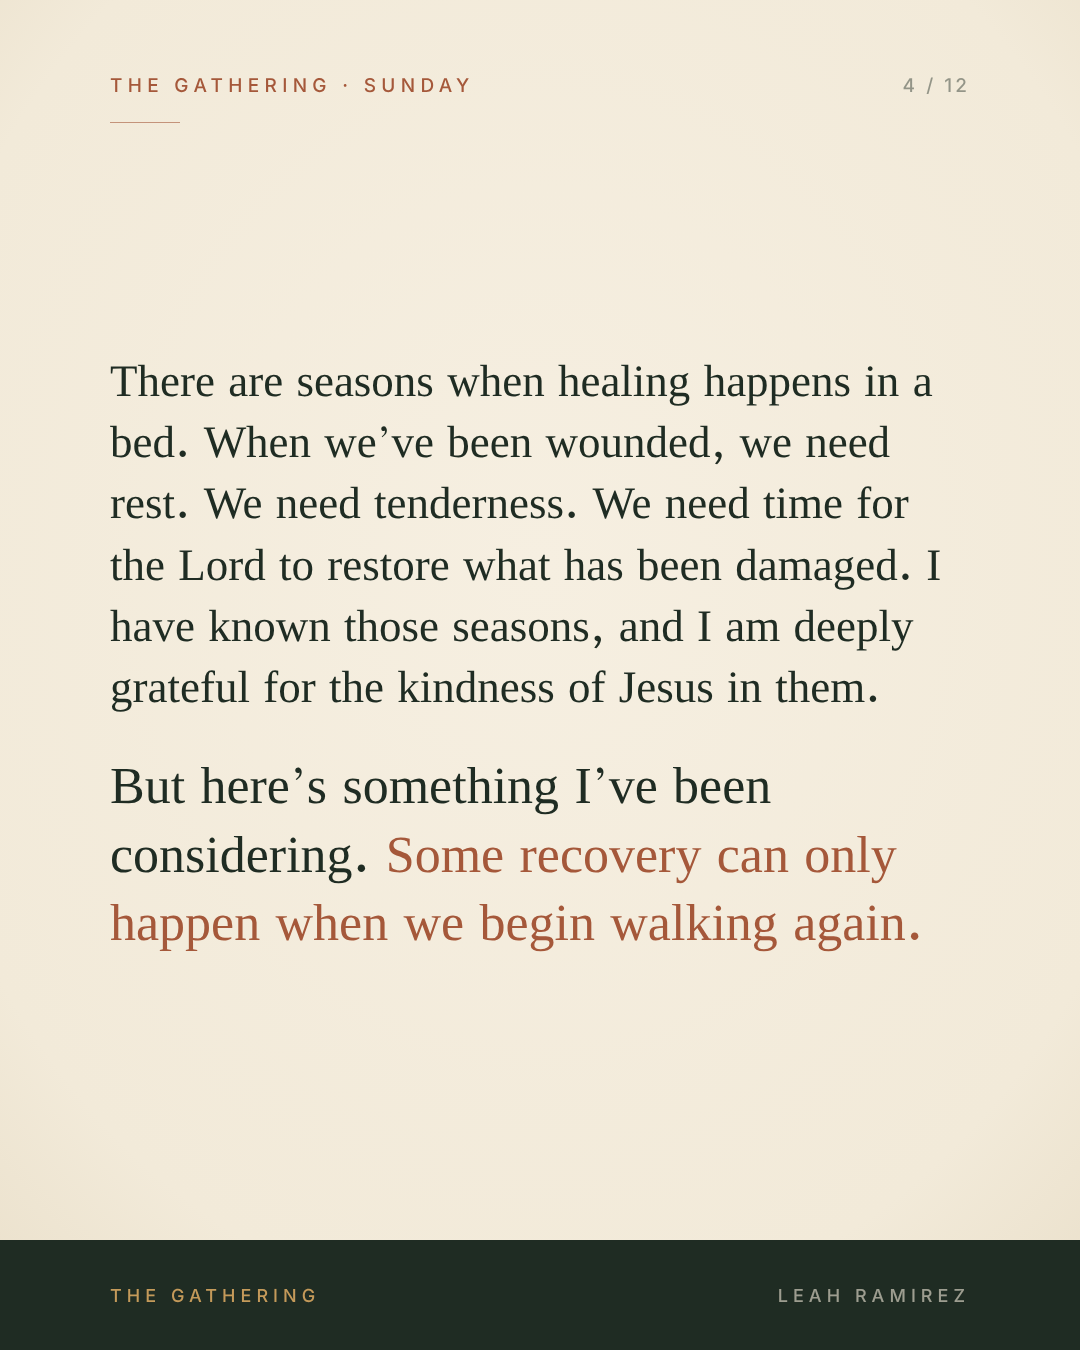 THE GATHERING · SUNDAY
4 / 12
There are seasons when healing happens in a
bed. When we’ve been wounded, we need
rest. We need tenderness. We need time for
the Lord to restore what has been damaged. I
have known those seasons, and I am deeply
grateful for the kindness of Jesus in them.
But here’s something I’ve been
considering. Some recovery can only
happen when we begin walking again.
THE GATHERING
LEAH RAMIREZ